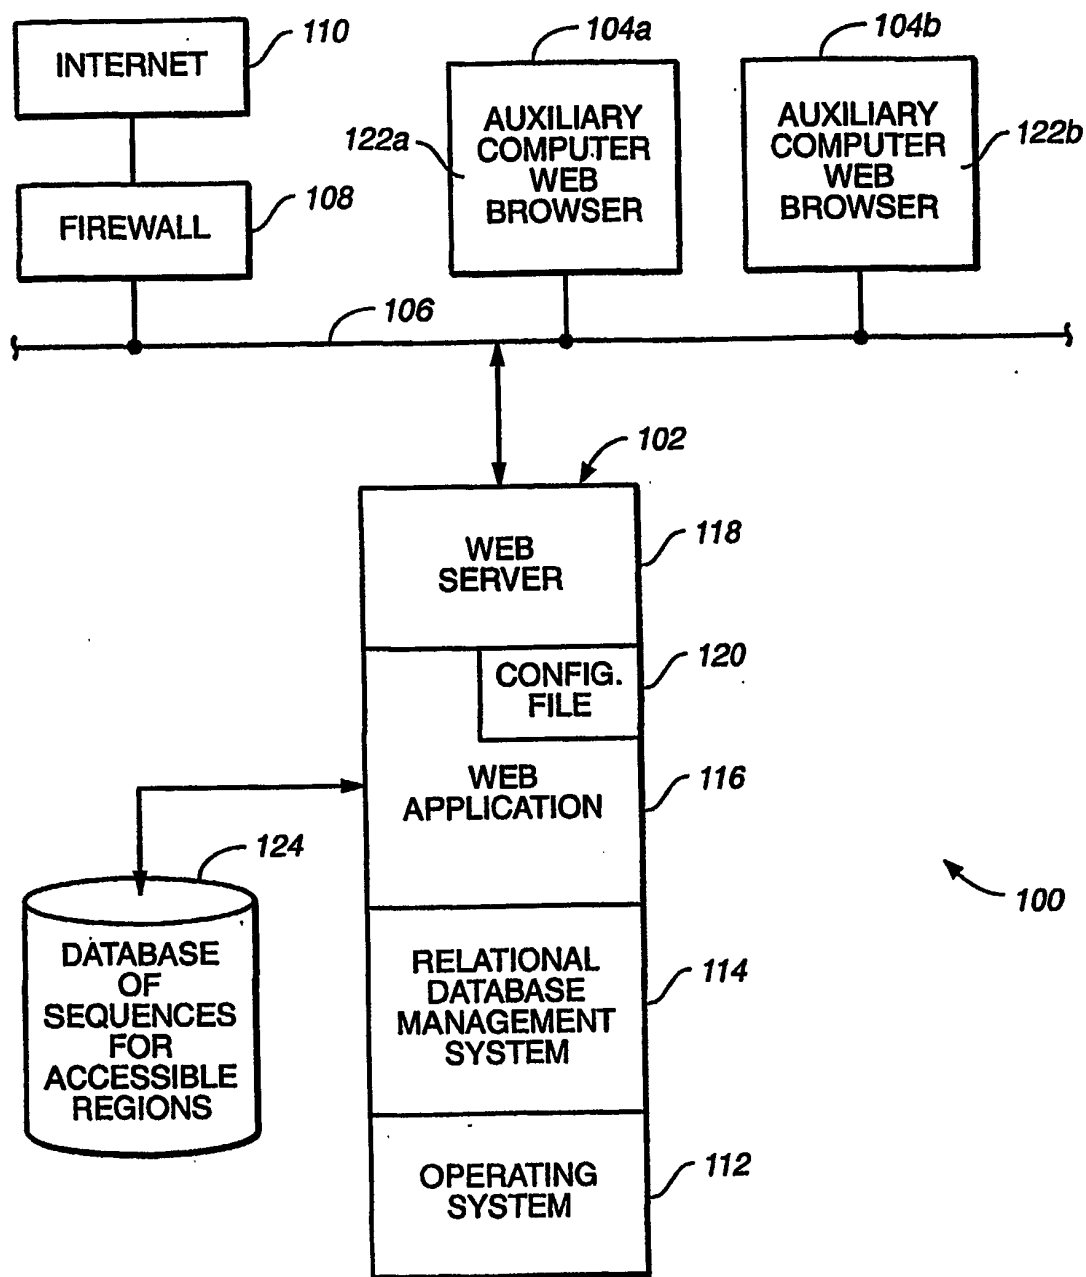 110
INTERNET
104a
104b
AUXILIARY
COMPUTER
WEB
BROWSER
122a
AUXILIARY
COMPUTER
WEB
BROWSER
122b
FIREWALL
108
106
102
WEB
SERVER
118
CONFIG.
FILE
120
WEB
APPLICATION
116
124
DATABASE
OF
SEQUENCES
FOR
ACCESSIBLE
REGIONS
100
RELATIONAL
DATABASE
MANAGEMENT
SYSTEM
114
OPERATING
SYSTEM
112